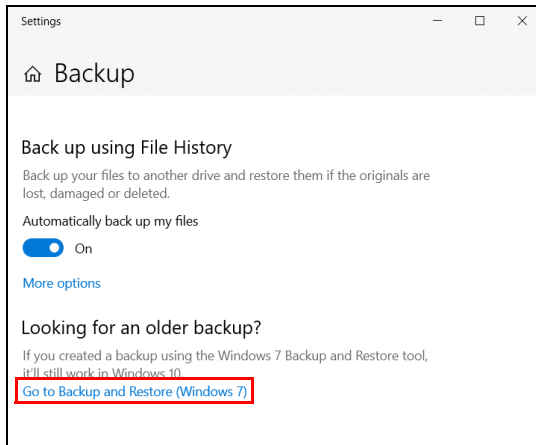 Settings
Backup
Back up using File History
Back up your files to another drive and restore them if the originals are
lost, damaged or deleted.
Automatically back up my files
On
More options
Looking for an older backup?
If you created a backup using the Windows 7 Backup and Restore tool,
it'll still work in Windows 10.
Go to Backup and Restore (Windows 7)